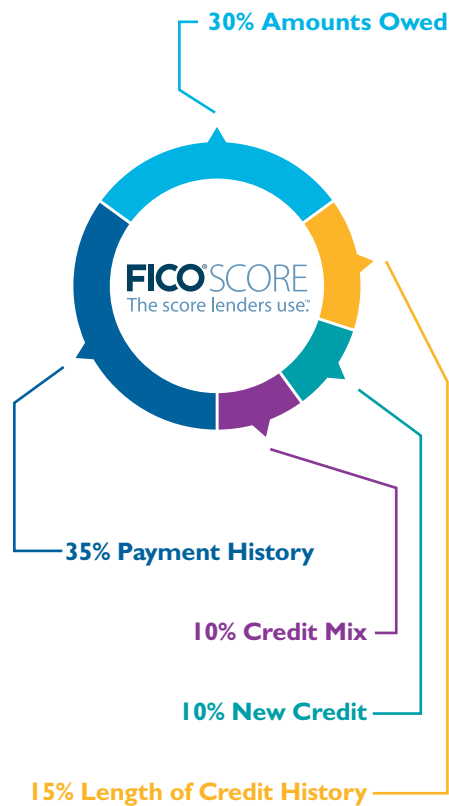 30% Amounts Owed
FICO® SCORE
The score lenders use.™
35% Payment History
10% Credit Mix
10% New Credit
15% Length of Credit History